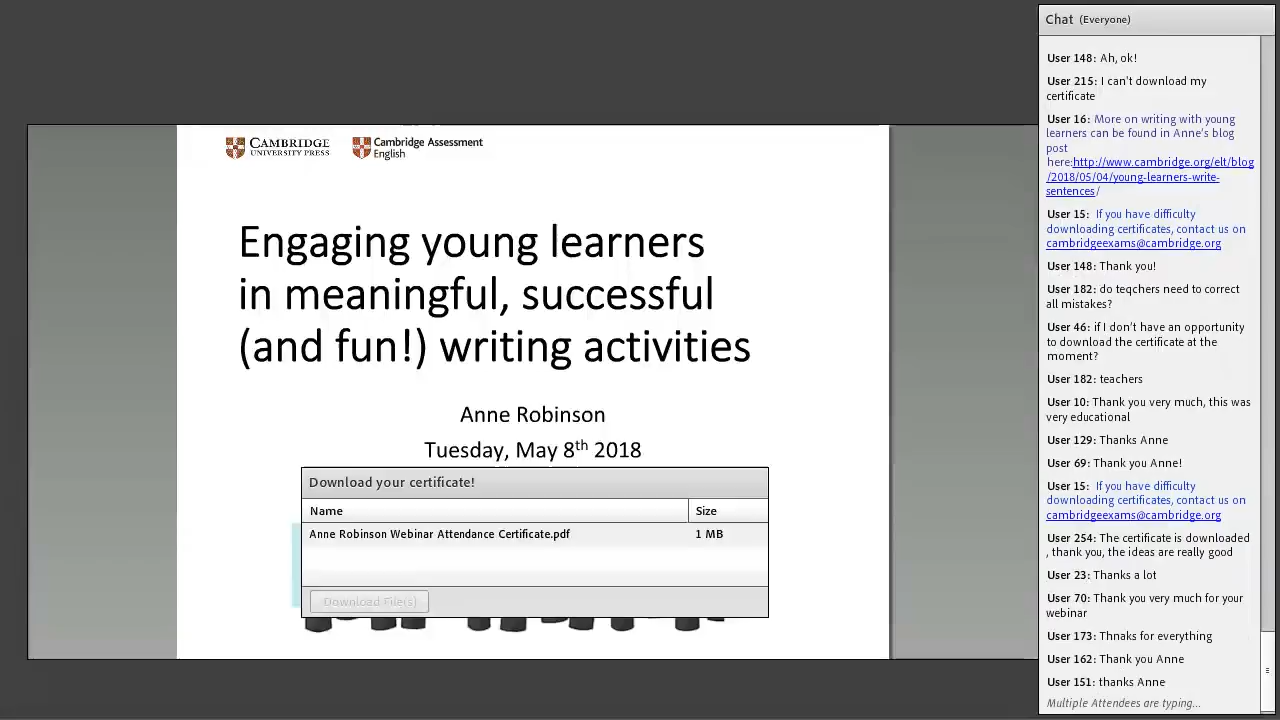 CAMBRIDGE
UNIVERSITY PRESS
Cambridge Assessment
English
Engaging young learners
in meaningful, successful
(and fun!) writing activities
Anne Robinson
Tuesday, May 8th 2018
Download your certificate!
Name Size
Anne Robinson Webinar Attendance Certificate.pdf 1 MB
Download File(s)
Chat (Everyone)
User 148: Ah, ok!
User 215: I can't download my
certificate
User 16: More on writing with young
learners can be found in Anne's blog
post
here:http://www.cambridge.org/elt/blog
/2018/05/04/young-learners-write-
sentences/
User 15: If you have difficulty
downloading certificates, contact us on
cambridgeexams@cambridge.org
User 148: Thank you!
User 182: do teqchers need to correct
all mistakes?
User 46: if I don't have an opportunity
to download the certificate at the
moment?
User 182: teachers
User 10: Thank you very much, this was
very educational
User 129: Thanks Anne
User 69: Thank you Anne!
User 15: If you have difficulty
downloading certificates, contact us on
cambridgeexams@cambridge.org
User 254: The certificate is downloaded
, thank you, the ideas are really good
User 23: Thanks a lot
User 70: Thank you very much for your
webinar
User 173: Thnaks for everything
User 162: Thank you Anne
User 151: thanks Anne
Multiple Attendees are typing...